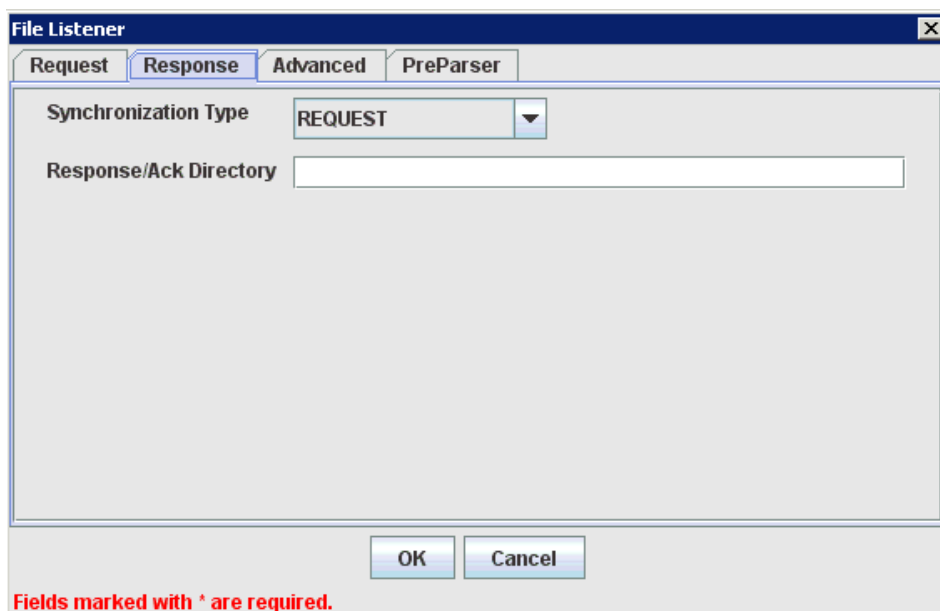 File Listener
Request Response Advanced PreParser
Synchronization Type REQUEST
Response/Ack Directory
OK Cancel
Fields marked with * are required.